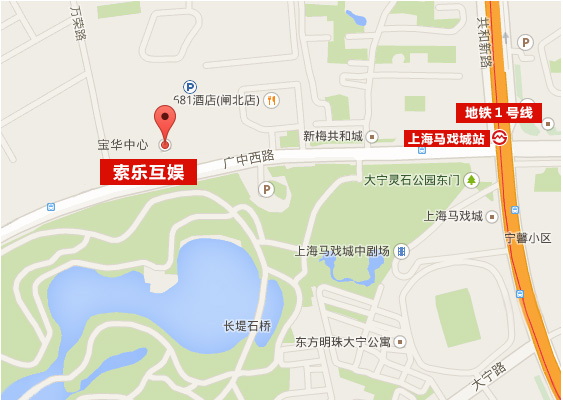 万荣路
共和新路
P
P
681酒店(闸北店)
地铁1号线
P
宝华中心
新梅共和城
上海马戏城站
广中西路
索乐互娱
大宁灵石公园东门
P
上海马戏城
宁馨小区
上海马戏城中剧场
长堤石桥
东方明珠大宁公寓
大宁路